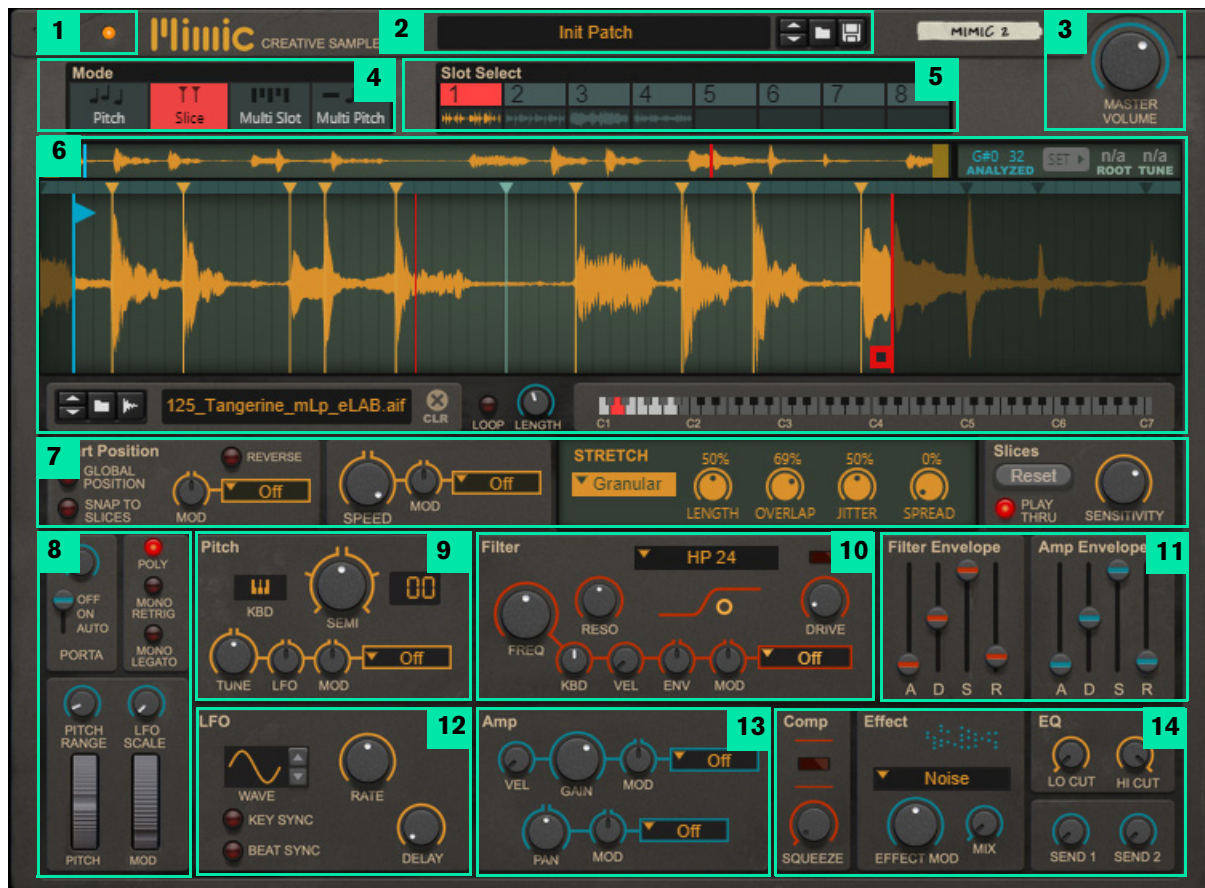 1
Mimic CREATIVE SAMPLE
2
Init Patch
MIMIC 2
3
MASTER
VOLUME
Mode
4
Pitch
Slice
Multi Slot
Multi Pitch
Slot Select
5
1 2 3 4 5 6 7 8
6
G#0 32
ANALYZED
SET
n/a n/a
ROOT TUNE
125_Tangerine_mLp_eLAB.aif
CLR
LOOP
LENGTH
C1 C2 C3 C4 C5 C6 C7
7
rt Position
GLOBAL
POSITION
SNAP TO
SLICES
REVERSE
MOD
Off
SPEED
MOD
Off
STRETCH
Granular
50% 69% 50% 0%
LENGTH OVERLAP JITTER SPREAD
Slices
Reset
PLAY
THRU
SENSITIVITY
8
OFF
ON
AUTO
PORTA
POLY
MONO
RETRIG
MONO
LEGATO
PITCH
RANGE
LFO
SCALE
PITCH
MOD
Pitch
9
KBD
SEMI
00
TUNE LFO MOD
Off
Filter
HP 24
10
FREQ
RESO
DRIVE
KBD VEL ENV MOD
Off
Filter Envelope
A D S R
Amp Envelope
11
A D S R
LFO
12
WAVE
RATE
KEY SYNC
BEAT SYNC
DELAY
Amp
13
VEL GAIN MOD
Off
PAN MOD
Off
Comp
SQUEEZE
Effect
Noise
EFFECT MOD
MIX
EQ
14
LO CUT HI CUT
SEND 1 SEND 2